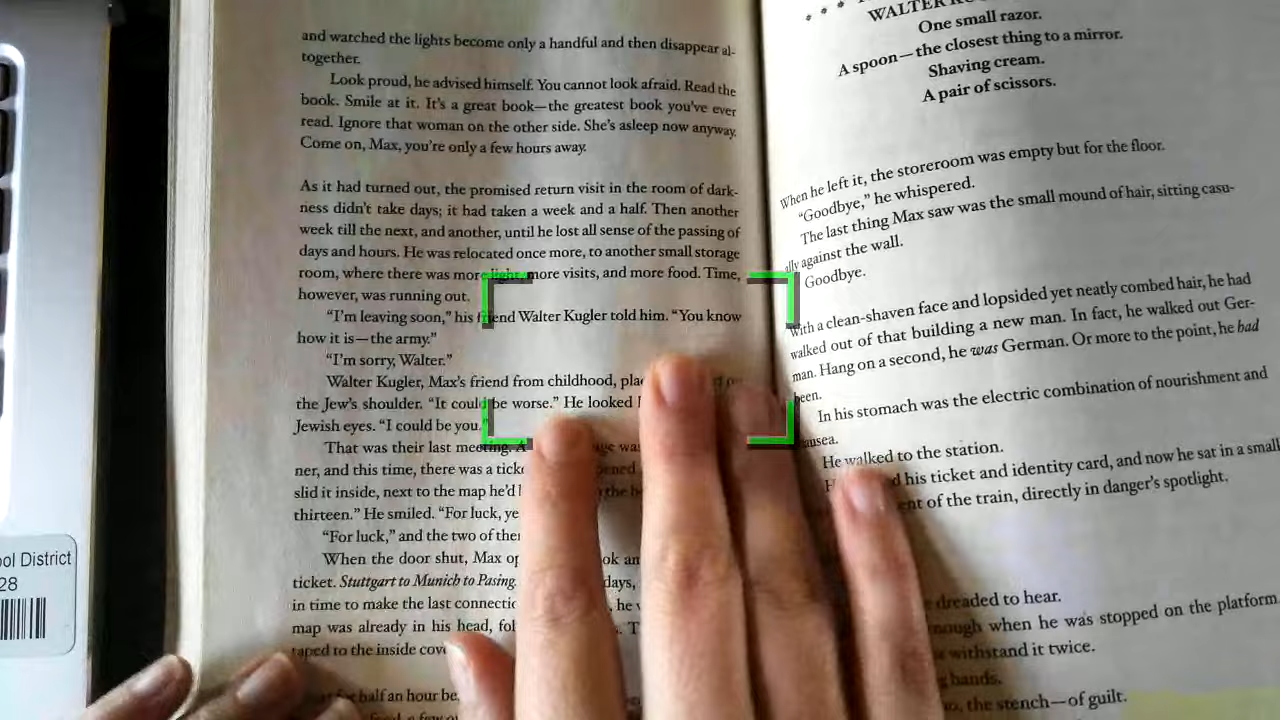 and watched the lights become only a handful and then disappear al-
together.
Look proud, he advised himself. You cannot look afraid. Read the
book. Smile at it. It's a great book—the greatest book you've ever
read. Ignore that woman on the other side. She's asleep now anyway.
Come on, Max, you're only a few hours away.
As it had turned out, the promised return visit in the room of dark-
ness didn't take days; it had taken a week and a half. Then another
week till the next, and another, until he lost all sense of the passing of
days and hours. He was relocated once more, to another small storage
room, where there was more light, more visits, and more food. Time,
however, was running out.
"I'm leaving soon," his friend Walter Kugler told him. "You know
how it is—the army."
"I'm sorry, Walter."
Walter Kugler, Max's friend from childhood,
the Jew's shoulder. "It could be worse." He looked
Jewish eyes. "I could be you."
That was their last meeting.
ner, and this time, there was a
slid it inside, next to the map he'd
thirteen." He smiled. "For luck,
"For luck," and the two of
When the door shut, Max
ticket. Stuttgart to Munich to Pasing. days,
in time to make the last
map was already in his head,
taped to the inside
half an hour
WALTER
One small razor.
A spoon—the closest thing to a mirror.
Shaving cream.
A pair of scissors.
When he left it, the storeroom was empty but for the floor.
"Goodbye," he whispered.
The last thing Max saw was the small mound of hair, sitting casu-
ally against the wall.
Goodbye.
With a clean-shaven face and lopsided yet neatly combed hair, he had
walked out of that building a new man. In fact, he walked out Ger-
man. Hang on a second, he was German. Or more to the point, he had
been.
In his stomach was the electric combination of nourishment and
nausea.
He walked to the station.
his ticket and identity card, and now he sat in a small
of the train, directly in danger's spotlight.
dreaded to hear.
when he was stopped on the platform.
withstand it twice.
hands.
the stench—of guilt.
District
28